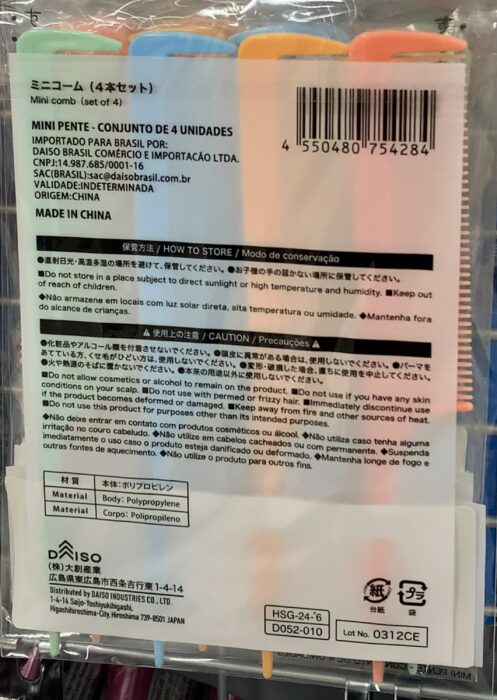 ミニコーム（4本セット）
Mini comb（set of 4）
MINI PENTE - CONJUNTO DE 4 UNIDADES
IMPORTADO PARA BRASIL POR:
DAISO BRASIL COMÉRCIO E IMPORTACÃO LTDA.
CNPJ:14.987.685/0001-16
SAC(BRASIL):sac@daisobrasil.com.br
VALIDADE:INDETERMINADA
ORIGEM:CHINA
MADE IN CHINA
4 550480 754284
保管方法 / HOW TO STORE / Modo de conservação
●直射日光・高温多湿の場所を避けて、保管してください。●お子様の手の届かない場所に保管してください。
■Do not store in a place subject to direct sunlight or high temperature and humidity. ■Keep out
of reach of children.
◆Não armazene em locais com luz solar direta, alta temperatura ou umidade. ◆Mantenha fora
do alcance de crianças.
⚠ 使用上の注意 / CAUTION / Precauções ⚠
●化粧品やアルコール類を付着させないでください。●頭皮に異常がある場合は、使用しないでください。●パーマを
あてている方、くせ毛がひどい方は、使用しないでください。●変形・破損した場合、直ちに使用を中止してください。
●火や熱源のそばに置かないでください。●本来の用途以外に使用しないでください。
■Do not allow cosmetics or alcohol to remain on the product. ■Do not use if you have any skin
conditions on your scalp. ■Do not use with permed or frizzy hair. ■Immediately discontinue use
if the product becomes deformed or damaged. ■Keep away from fire and other sources of heat.
■Do not use this product for purposes other than its intended purposes.
◆Não deixe entrar em contato com produtos cosméticos ou álcool. ◆Não utilize caso tenha alguma
irritação no couro cabeludo. ◆Não utilize em cabelos cacheados ou com permanente. ◆Suspenda
imediatamente o uso caso o produto esteja danificado ou deformado. ◆Mantenha longe de fogo e
outras fontes de aquecimento. ◆Não utilize o produto para outros fins.
材質 本体：ポリプロピレン
Material Body: Polypropylene
Material Corpo: Polipropileno
DAISO
(株)大創産業
広島県東広島市西条吉行東1-4-14
Distributed by DAISO INDUSTRIES CO., LTD.
1-4-14 Saijo-Yoshiyukihigashi,
Higashihiroshima-City, Hiroshima 739-8501 JAPAN
HSG-24-'6
D052-010
紙
台紙
プラ
袋
Lot No. 0312CE